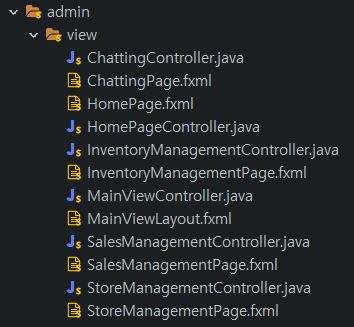 admin
view
ChattingController.java
ChattingPage.fxml
HomePage.fxml
HomePageController.java
InventoryManagementController.java
InventoryManagementPage.fxml
MainViewController.java
MainViewLayout.fxml
SalesManagementController.java
SalesManagementPage.fxml
StoreManagementController.java
StoreManagementPage.fxml